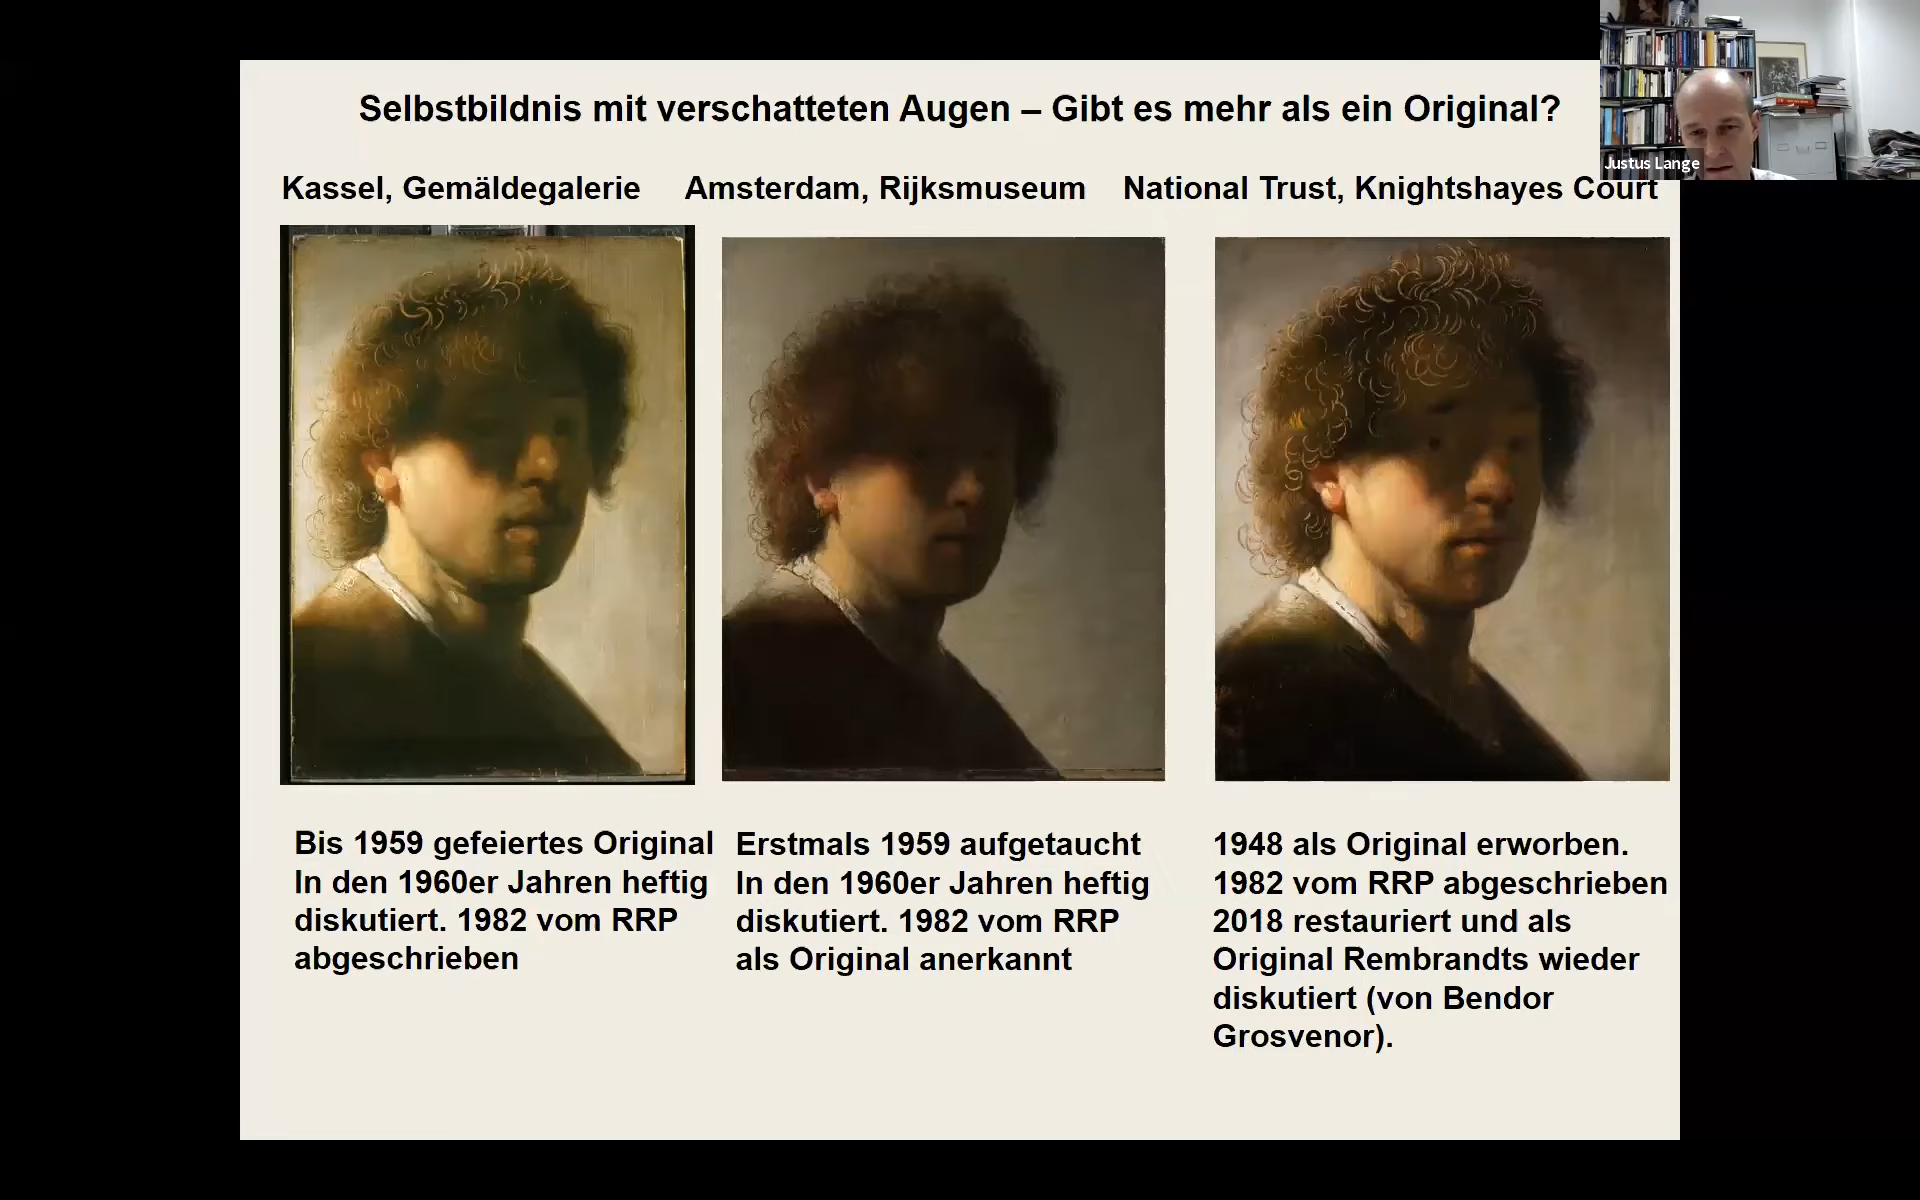 Selbstbildnis mit verschatteten Augen – Gibt es mehr als ein Original?
Justus Lange
Kassel, Gemäldegalerie
Amsterdam, Rijksmuseum
National Trust, Knightshayes Court
Bis 1959 gefeiertes Original
In den 1960er Jahren heftig
diskutiert. 1982 vom RRP
abgeschrieben
Erstmals 1959 aufgetaucht
In den 1960er Jahren heftig
diskutiert. 1982 vom RRP
als Original anerkannt
1948 als Original erworben.
1982 vom RRP abgeschrieben
2018 restauriert und als
Original Rembrandts wieder
diskutiert (von Bendor
Grosvenor).